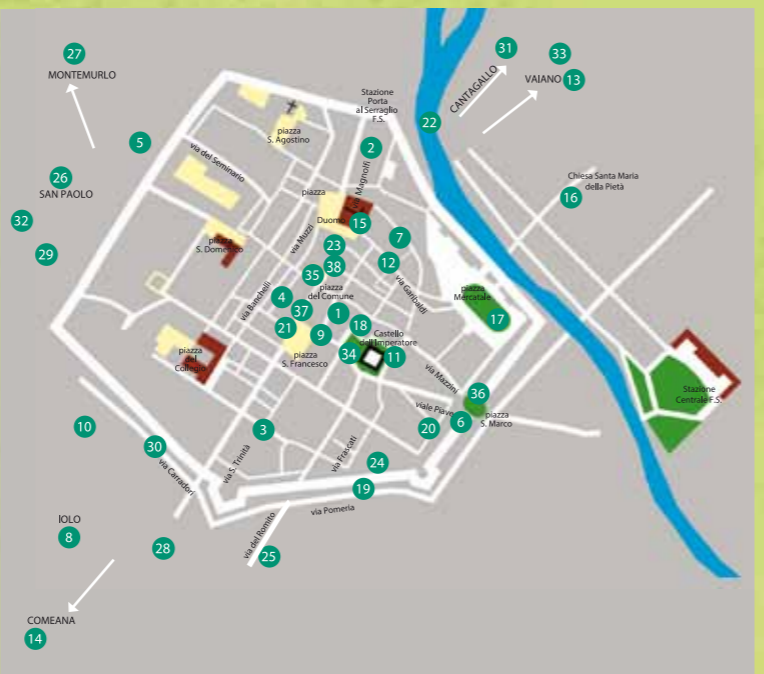 27
MONTEMURLO
31
33
CANTAGALLO
VAIANO
13
Stazione
Porta
al Serraglio
F.S.
22
5
piazza
S. Agostino
2
via del Seminario
via Magnolfi
26
SAN PAOLO
Chiesa Santa Maria
della Pietà
16
piazza
Duomo
15
32
29
piazza
S. Domenico
via Muzzi
23
7
38
12
35
via Garibaldi
piazza
del Comune
4
via Banchelli
37
1
piazza
Mercatale
17
21
9
18
Castello
dell'Imperatore
34
11
piazza
del Collegio
piazza
S. Francesco
via Mazzini
Stazione
Centrale F.S.
36
viale Piave
piazza
S. Marco
6
20
10
3
30
via Carradori
via S. Trinità
via Frascati
24
19
via Pomeria
IOLO
8
28
via del Romito
25
COMEANA
14